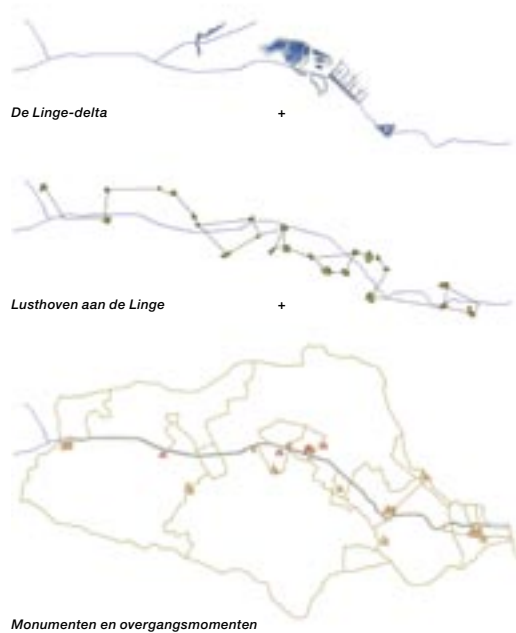 De Linge-delta +
Lusthoven aan de Linge +
Monumenten en overgangsmomenten